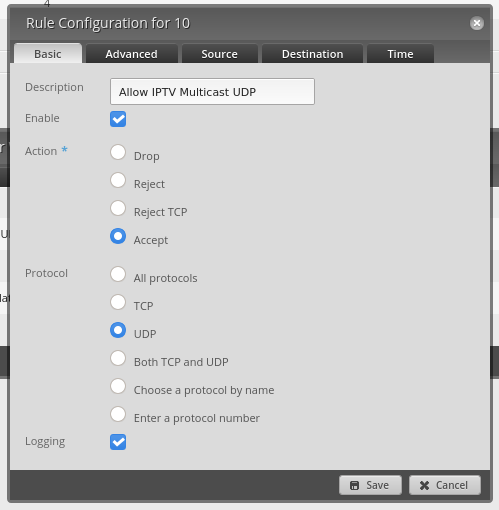 4
Rule Configuration for 10
Basic Advanced Source Destination Time
Description Allow IPTV Multicast UDP
Enable
Action *
Drop
Reject
Reject TCP
Accept
Protocol
All protocols
TCP
UDP
Both TCP and UDP
Choose a protocol by name
Enter a protocol number
Logging
Save Cancel